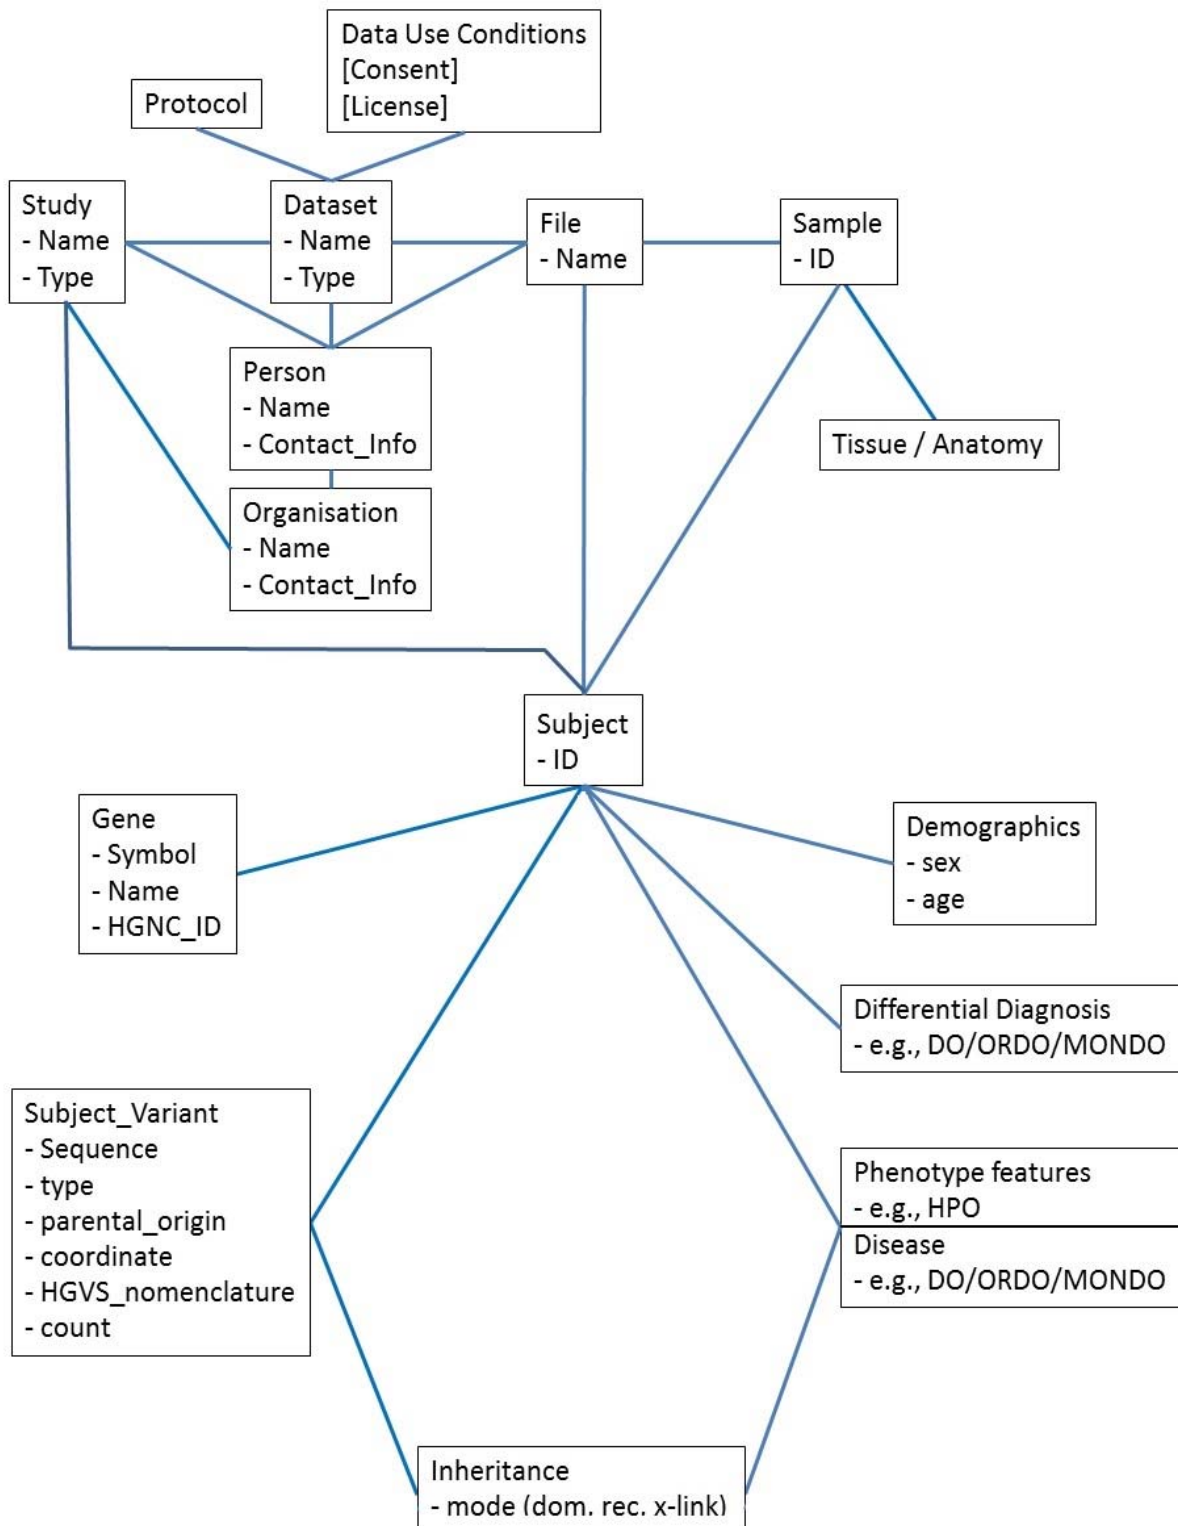 Data Use Conditions
[Consent]
[License]
Protocol
Study
- Name
- Type
Dataset
- Name
- Type
File
- Name
Sample
- ID
Person
- Name
- Contact_Info
Tissue / Anatomy
Organisation
- Name
- Contact_Info
Subject
- ID
Gene
- Symbol
- Name
- HGNC_ID
Demographics
- sex
- age
Differential Diagnosis
- e.g., DO/ORDO/MONDO
Subject_Variant
- Sequence
- type
- parental_origin
- coordinate
- HGVS_nomenclature
- count
Phenotype features
- e.g., HPO
Disease
- e.g., DO/ORDO/MONDO
Inheritance
- mode (dom. rec. x-link)